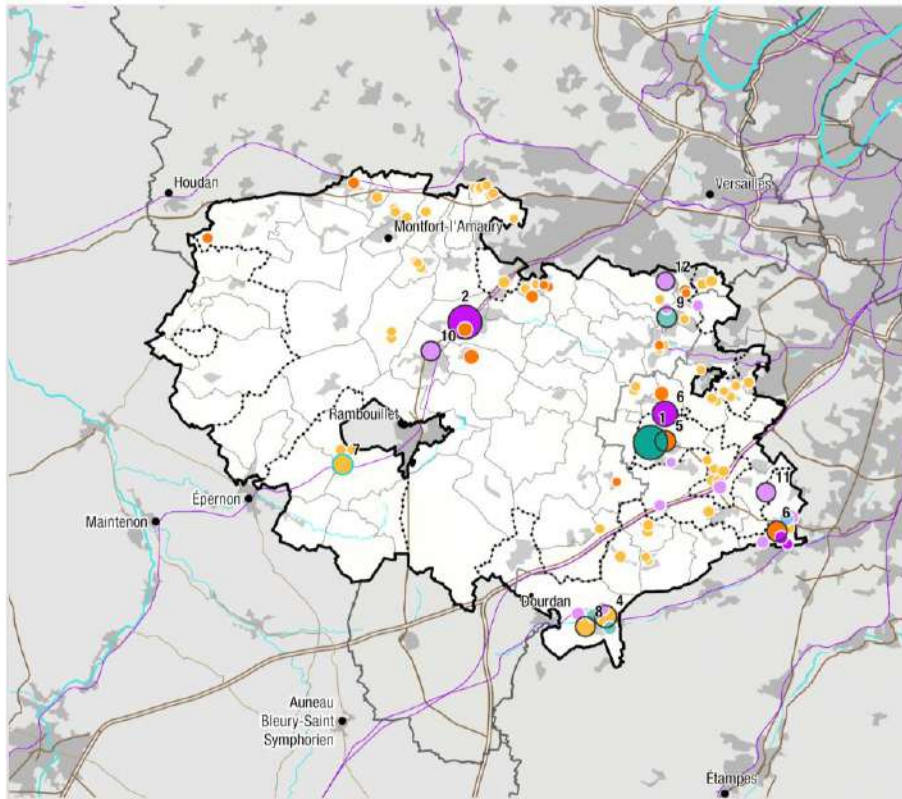 Houdan
Versailles
Montfort-l'Amaury
12
2
9
10
6
Rambouillet
1
5
7
11
Épernon
Maintenon
6
Dourdan
4
8
Auneau
Bleury-Saint
Symphorien
Étampes